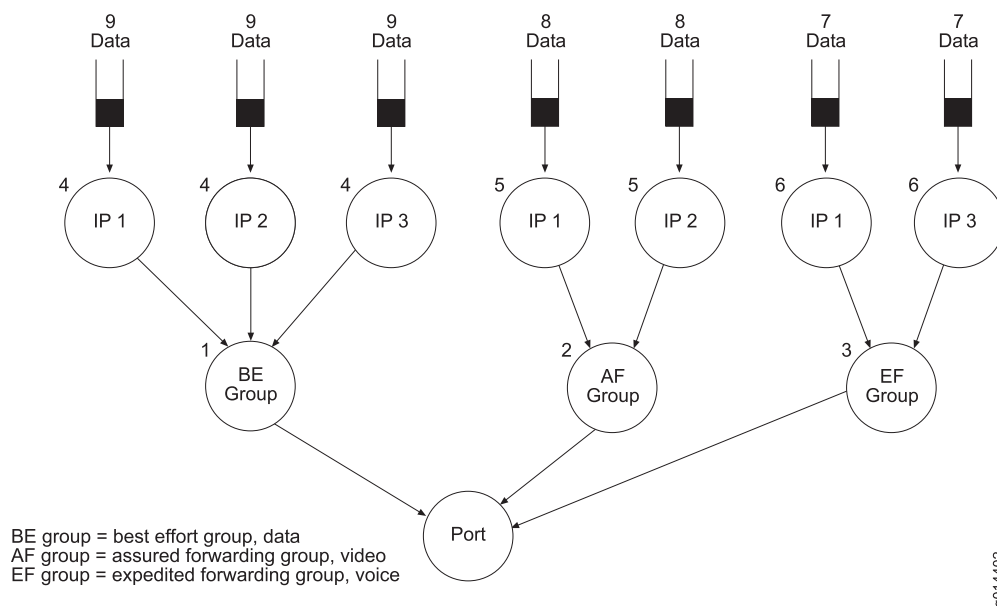 9 9 9 8 8 7 7
Data Data Data Data Data Data Data
4 4 4 5 5 6 6
IP 1 IP 2 IP 3 IP 1 IP 2 IP 1 IP 3
1 2 3
BE AF EF
Group Group Group
Port
BE group = best effort group, data
AF group = assured forwarding group, video
EF group = expedited forwarding group, voice